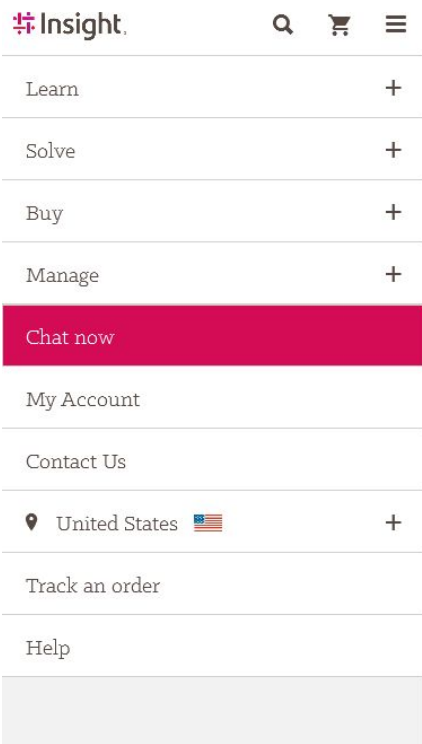 Insight.
Learn
Solve
Buy
Manage
Chat now
My Account
Contact Us
United States
Track an order
Help